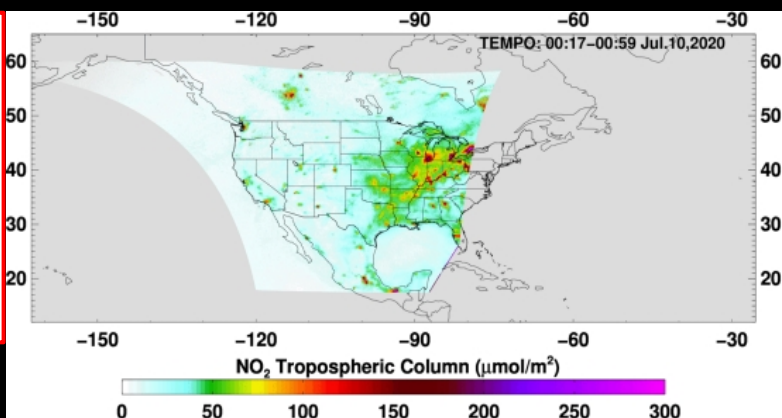 −150 −120 −90 −60 −30
TEMPO: 00:17−00:59 Jul.10,2020
60 60
50 50
40 40
30 30
20 20
−150 −120 −90 −60 −30
NO₂ Tropospheric Column (μmol/m²)
0 50 100 150 200 250 300